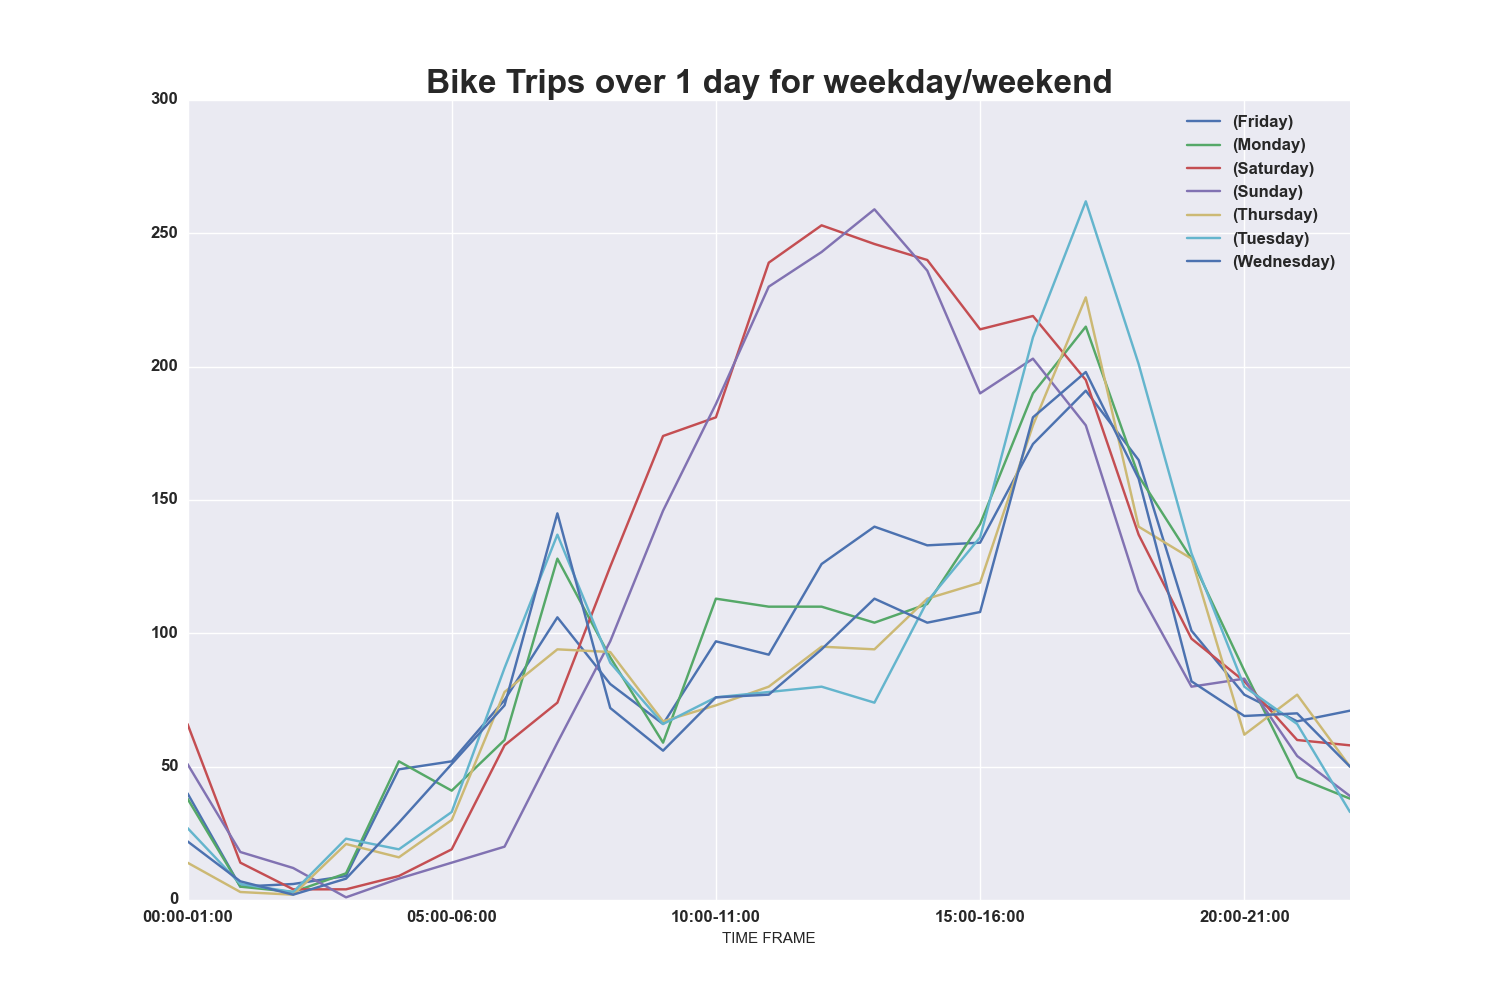 Bike Trips over 1 day for weekday/weekend
300
250
200
150
100
50
0
(Friday)
(Monday)
(Saturday)
(Sunday)
(Thursday)
(Tuesday)
(Wednesday)
00:00-01:00 05:00-06:00 10:00-11:00 15:00-16:00 20:00-21:00
TIME FRAME